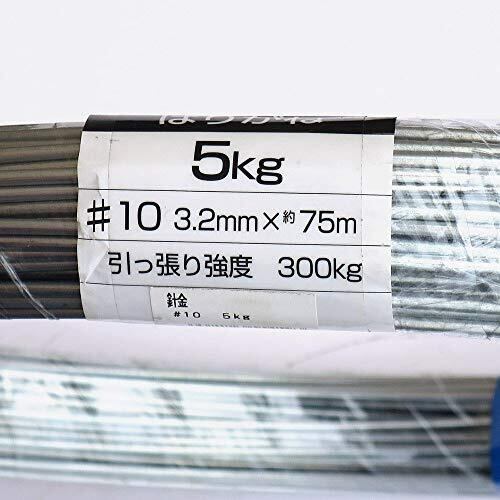 はりがね
5kg
#10 3.2mm×約75m
引っ張り強度 300kg
針金
#10 5kg